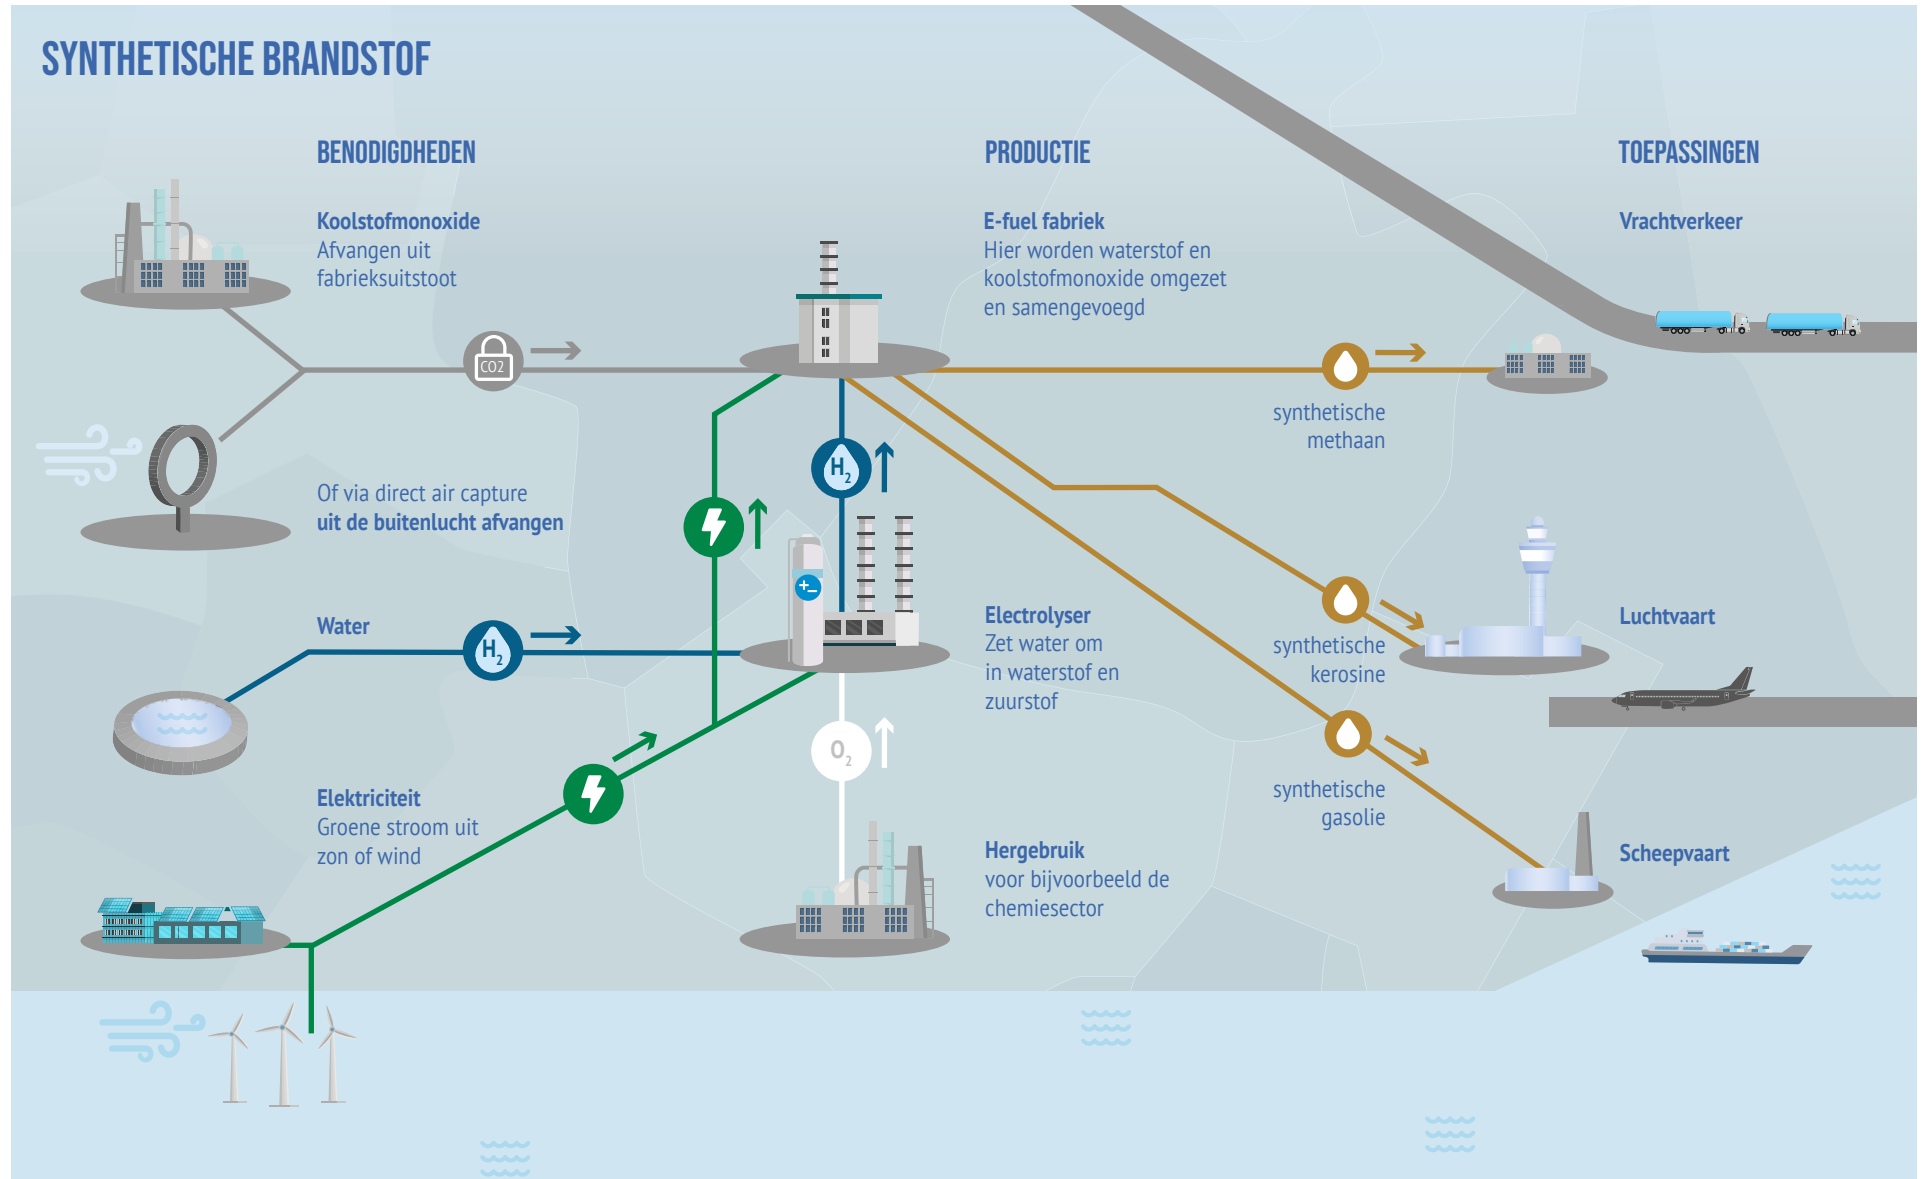 SYNTHETISCHE BRANDSTOF
BENODIGDHEDEN
Koolstofmonoxide
Afvangen uit
fabrieksuitstoot
CO2
Of via direct air capture
uit de buitenlucht afvangen
Water
H2
Elektriciteit
Groene stroom uit
zon of wind
PRODUCTIE
E-fuel fabriek
Hier worden waterstof en
koolstofmonoxide omgezet
en samengevoegd
H2
+−
Electrolyser
Zet water om
in waterstof en
zuurstof
O2
Hergebruik
voor bijvoorbeeld de
chemiesector
synthetische
methaan
synthetische
kerosine
synthetische
gasolie
TOEPASSINGEN
Vrachtverkeer
Luchtvaart
Scheepvaart